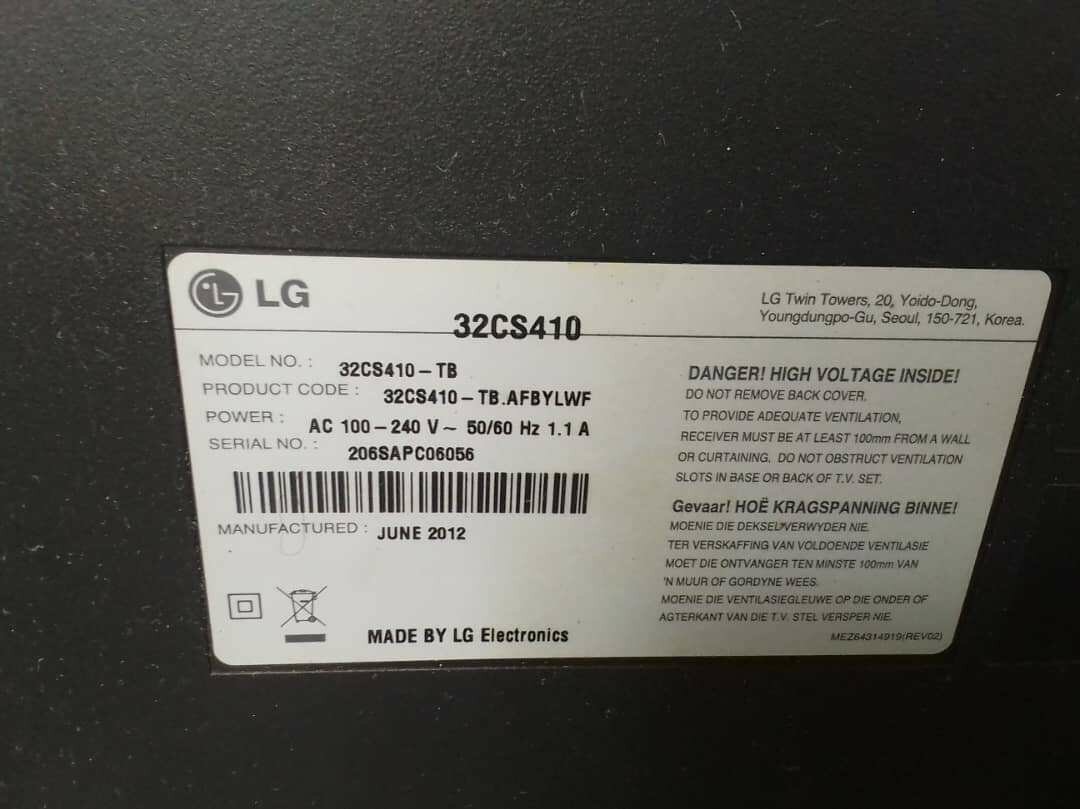 LG
LG Twin Towers, 20, Yoido-Dong,
Youngdungpo-Gu, Seoul, 150-721, Korea.
32CS410
MODEL NO. : 32CS410-TB
PRODUCT CODE : 32CS410-TB.AFBYLWF
POWER : AC 100-240 V~ 50/60 Hz 1.1 A
SERIAL NO. : 206SAPC06056
MANUFACTURED : JUNE 2012
MADE BY LG Electronics
DANGER! HIGH VOLTAGE INSIDE!
DO NOT REMOVE BACK COVER.
TO PROVIDE ADEQUATE VENTILATION,
RECEIVER MUST BE AT LEAST 100mm FROM A WALL
OR CURTAINING. DO NOT OBSTRUCT VENTILATION
SLOTS IN BASE OR BACK OF T.V. SET.
Gevaar! HOË KRAGSPANNING BINNE!
MOENIE DIE DEKSEL VERWYDER NIE.
TER VERSKAFFING VAN VOLDOENDE VENTILASIE
MOET DIE ONTVANGER TEN MINSTE 100mm VAN
'N MUUR OF GORDYNE WEES.
MOENIE DIE VENTILASIEGLEUWE OP DIE ONDER OF
AGTERKANT VAN DIE T.V. STEL VERSPER NIE.
MEZ64314919(REV02)